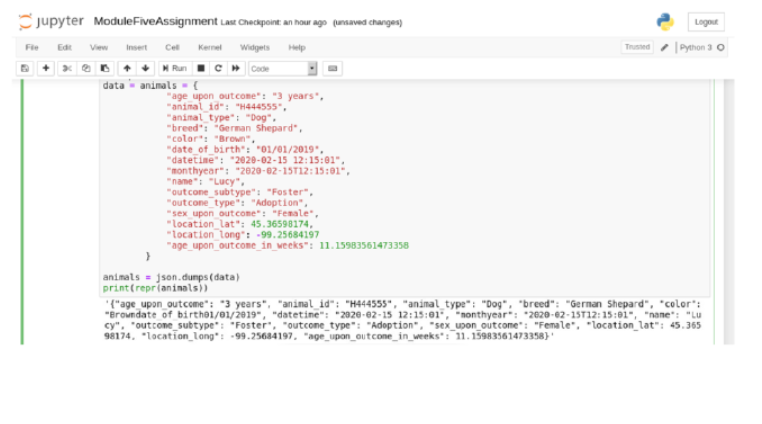 jupyter ModuleFiveAssignment Last Checkpoint: an hour ago (unsaved changes) Logout
File Edit View Insert Cell Kernel Widgets Help Trusted Python 3
Run Code
data = animals = {
"age_upon_outcome": "3 years",
"animal_id": "H444555",
"animal_type": "Dog",
"breed": "German Shepard",
"color": "Brown",
"date_of_birth": "01/01/2019",
"datetime": "2020-02-15 12:15:01",
"monthyear": "2020-02-15T12:15:01",
"name": "Lucy",
"outcome_subtype": "Foster",
"outcome_type": "Adoption",
"sex_upon_outcome": "Female",
"location_lat": 45.36598174,
"location_long": -99.25684197
"age_upon_outcome_in_weeks": 11.15983561473358
}
animals = json.dumps(data)
print(repr(animals))
'{"age_upon_outcome": "3 years", "animal_id": "H444555", "animal_type": "Dog", "breed": "German Shepard", "color":
"Browndate of birth01/01/2019", "datetime": "2020-02-15 12:15:01", "monthyear": "2020-02-15T12:15:01", "name": "Lu
cy", "outcome_subtype": "Foster", "outcome_type": "Adoption", "sex_upon_outcome": "Female", "location_lat": 45.365
98174, "location_long": -99.25684197, "age_upon_outcome_in_weeks": 11.15983561473358}'